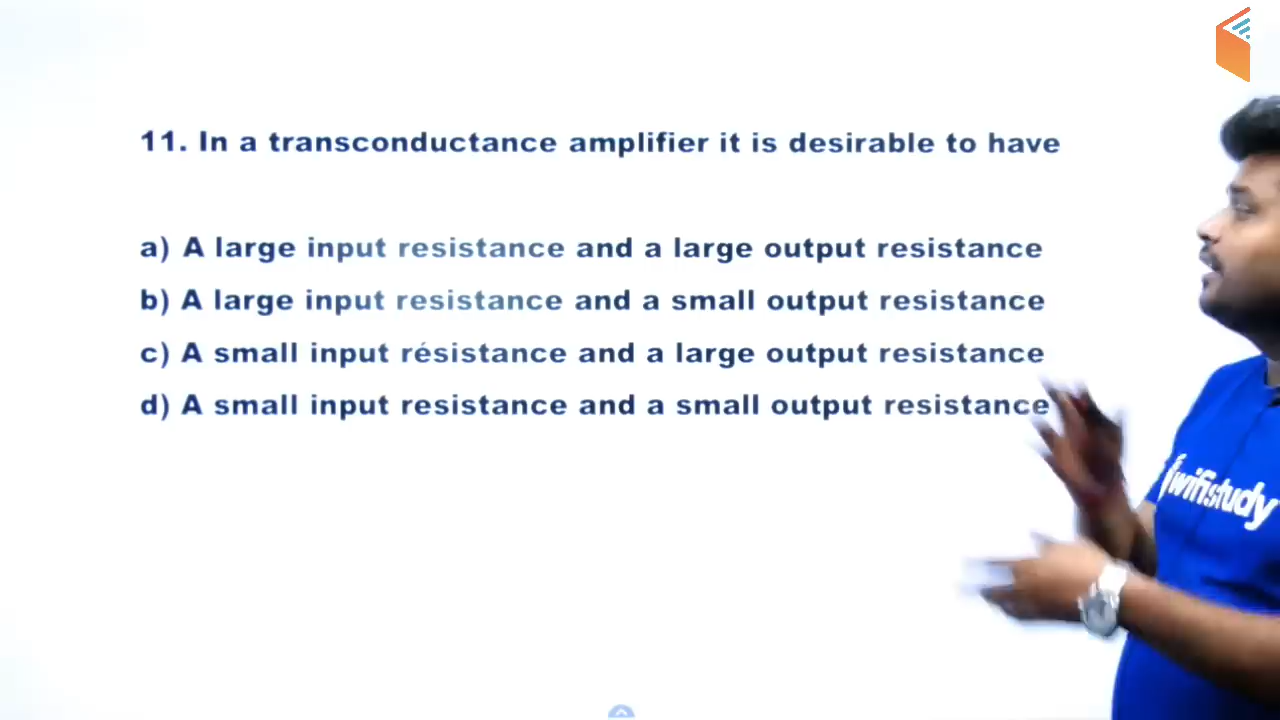 11. In a transconductance amplifier it is desirable to have
a) A large input resistance and a large output resistance
b) A large input resistance and a small output resistance
c) A small input résistance and a large output resistance
d) A small input resistance and a small output resistance
wifistudy